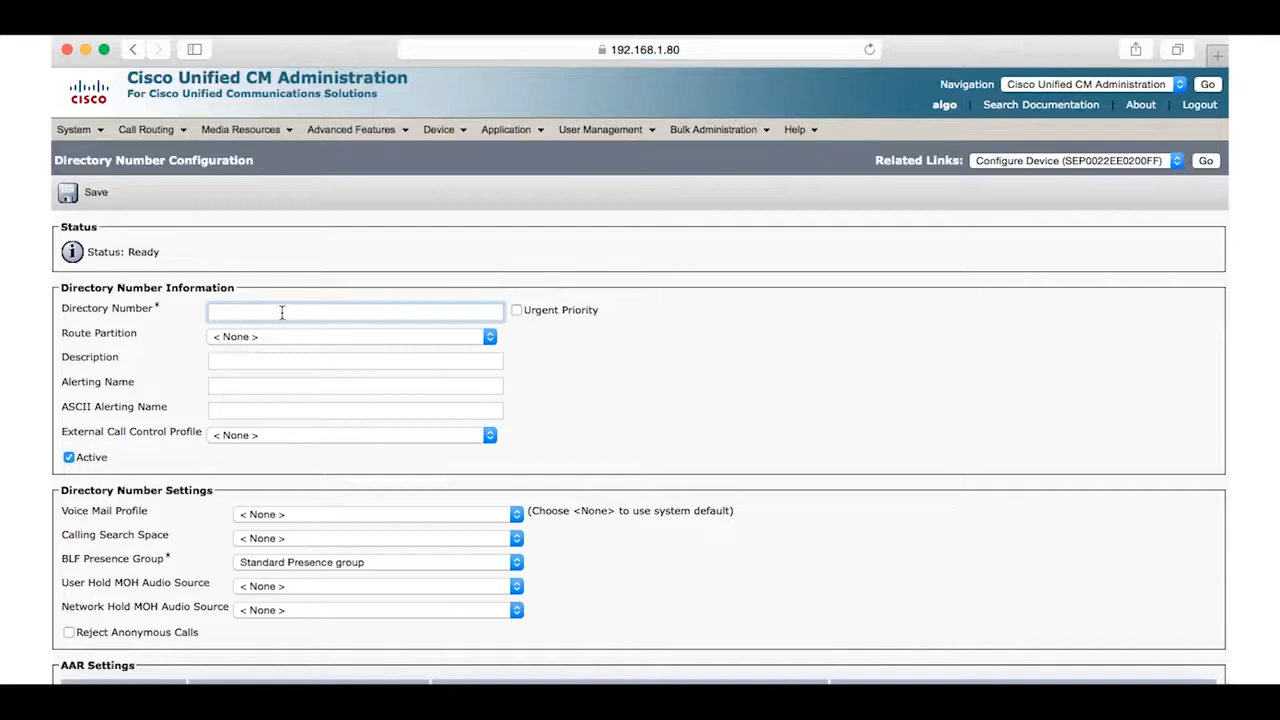 192.168.1.80
CISCO
Cisco Unified CM Administration
For Cisco Unified Communications Solutions
Navigation Cisco Unified CM Administration Go
algo | Search Documentation | About | Logout
System Call Routing Media Resources Advanced Features Device Application User Management Bulk Administration Help
Directory Number Configuration
Related Links: Configure Device (SEP0022EE0200FF) Go
Save
Status
Status: Ready
Directory Number Information
Directory Number* Urgent Priority
Route Partition < None >
Description
Alerting Name
ASCII Alerting Name
External Call Control Profile < None >
Active
Directory Number Settings
Voice Mail Profile < None > (Choose <None> to use system default)
Calling Search Space < None >
BLF Presence Group* Standard Presence group
User Hold MOH Audio Source < None >
Network Hold MOH Audio Source < None >
Reject Anonymous Calls
AAR Settings